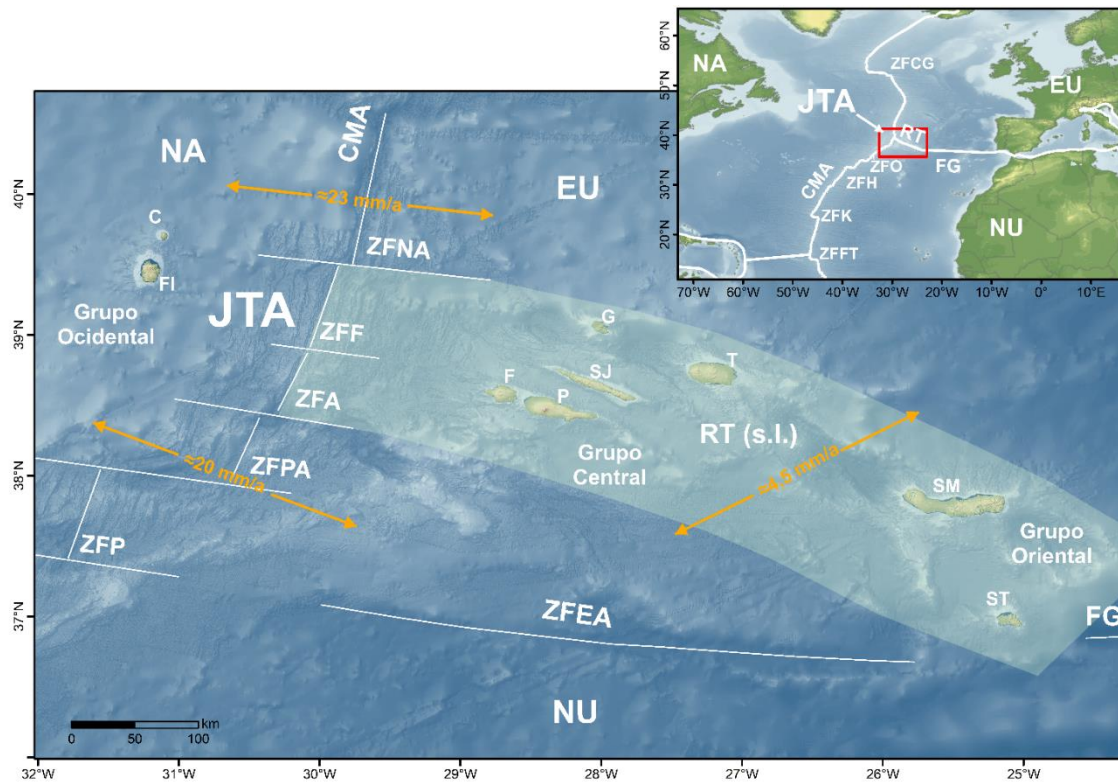 60°N
50°N
40°N
30°N
20°N
70°W
60°W
50°W
40°W
30°W
20°W
10°W
0°
10°E
NA
ZFCG
EU
JTA
RT
FG
CMA
ZFO
ZFH
ZFK
ZFFT
NU
40°N
39°N
38°N
37°N
32°W
31°W
30°W
29°W
28°W
27°W
26°W
25°W
NA
CMA
EU
≈23 mm/a
C
Fl
ZFNA
Grupo
Ocidental
JTA
ZFF
G
F
SJ
P
T
ZFA
RT (s.l.)
≈20 mm/a
ZFPA
Grupo
Central
≈4,5 mm/a
SM
Grupo
Oriental
ZFP
ST
FG
ZFEA
NU
km
0
50
100